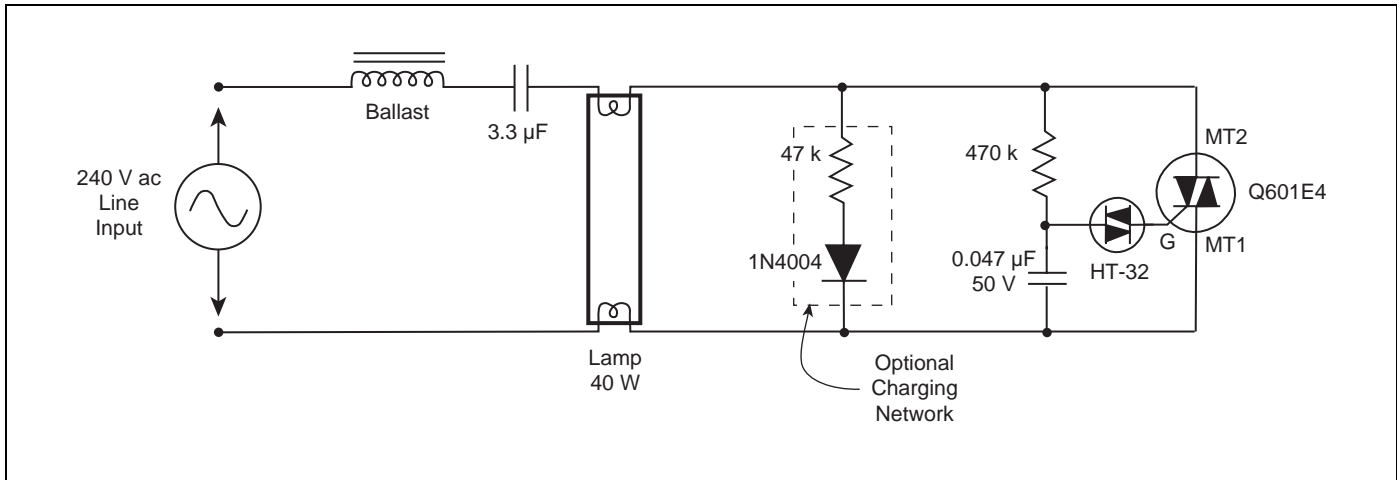 Ballast
3.3 µF
240 V ac
Line
Input
Lamp
40 W
47 k
1N4004
Optional
Charging
Network
470 k
0.047 µF
50 V
HT-32
G
MT2
Q601E4
MT1